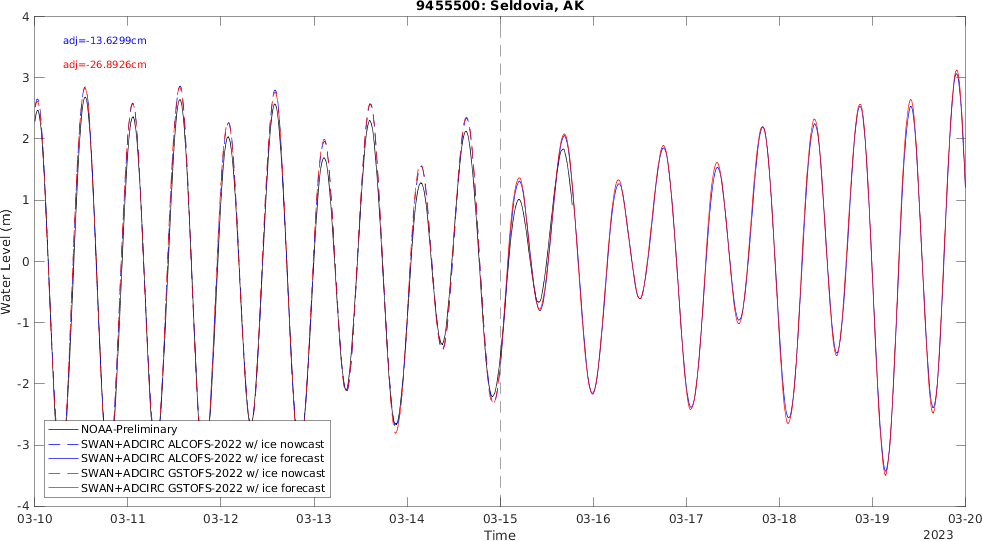 9455500: Seldovia, AK
adj=-13.6299cm
adj=-26.8926cm
Water Level (m)
4
3
2
1
0
-1
-2
-3
-4
NOAA-Preliminary
SWAN+ADCIRC ALCOFS-2022 w/ ice nowcast
SWAN+ADCIRC ALCOFS-2022 w/ ice forecast
SWAN+ADCIRC GSTOFS-2022 w/ ice nowcast
SWAN+ADCIRC GSTOFS-2022 w/ ice forecast
03-10 03-11 03-12 03-13 03-14 03-15 03-16 03-17 03-18 03-19 03-20
Time
2023